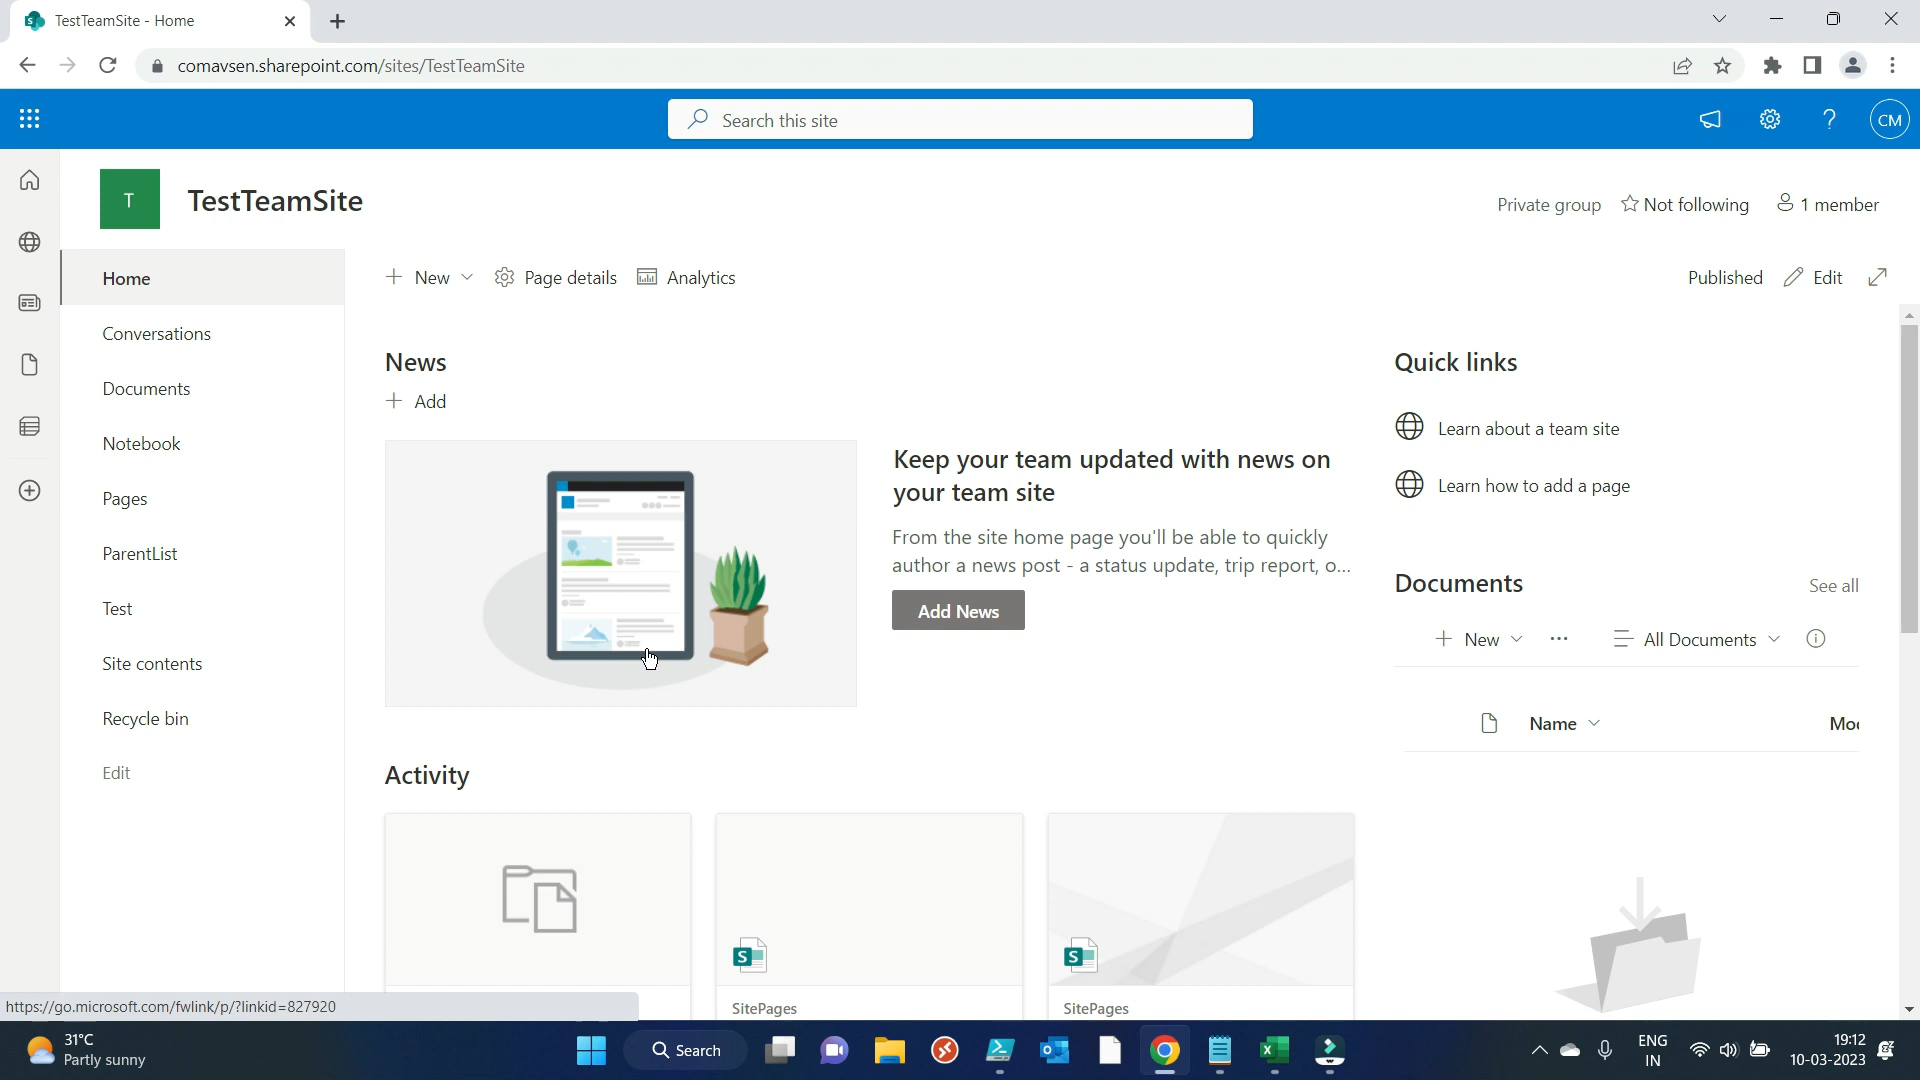 TestTeamSite - Home
comavsen.sharepoint.com/sites/TestTeamSite
Search this site
CM
T
TestTeamSite
Private group
Not following
1 member
Home
Conversations
Documents
Notebook
Pages
ParentList
Test
Site contents
Recycle bin
Edit
New
Page details
Analytics
Published
Edit
News
Add
Keep your team updated with news on
your team site
From the site home page you'll be able to quickly
author a news post - a status update, trip report, o...
Add News
Activity
SitePages
SitePages
Quick links
Learn about a team site
Learn how to add a page
Documents
See all
New
All Documents
Name
Moc
https://go.microsoft.com/fwlink/p/?linkid=827920
31°C
Partly sunny
Search
ENG
IN
19:12
10-03-2023